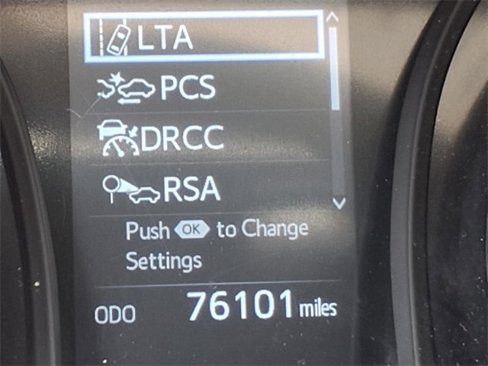 LTA
PCS
DRCC
RSA
Push OK to Change
Settings
ODO 76101 miles